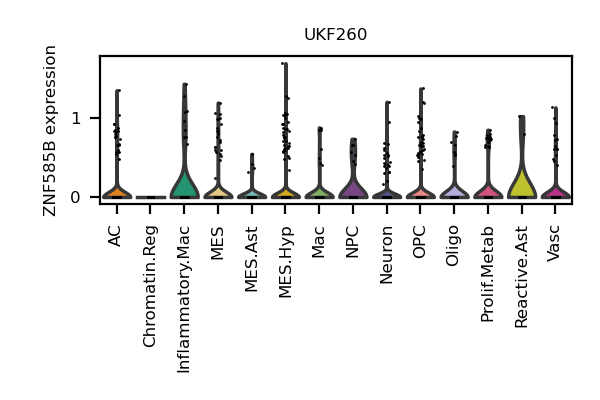 UKF260
ZNF585B expression
1
0
AC
Chromatin.Reg
Inflammatory.Mac
MES
MES.Ast
MES.Hyp
Mac
NPC
Neuron
OPC
Oligo
Prolif.Metab
Reactive.Ast
Vasc